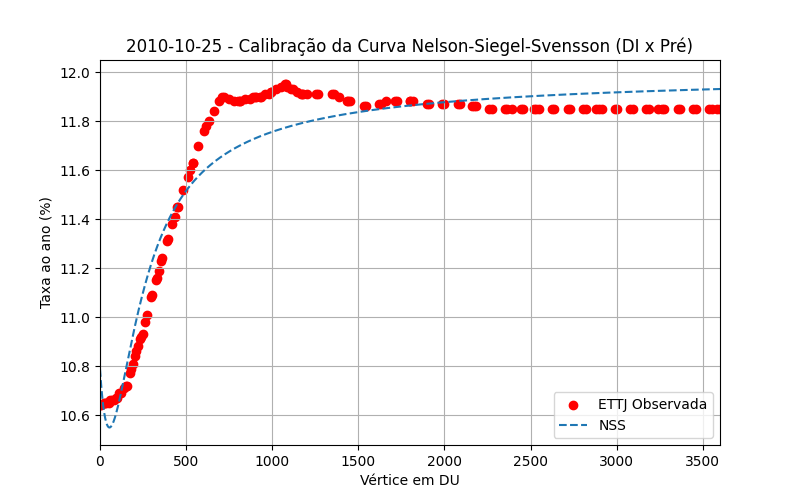 2010-10-25 - Calibração da Curva Nelson-Siegel-Svensson (DI x Pré)
Taxa ao ano (%)
12.0
11.8
11.6
11.4
11.2
11.0
10.8
10.6
0 500 1000 1500 2000 2500 3000 3500
Vértice em DU
ETTJ Observada
NSS